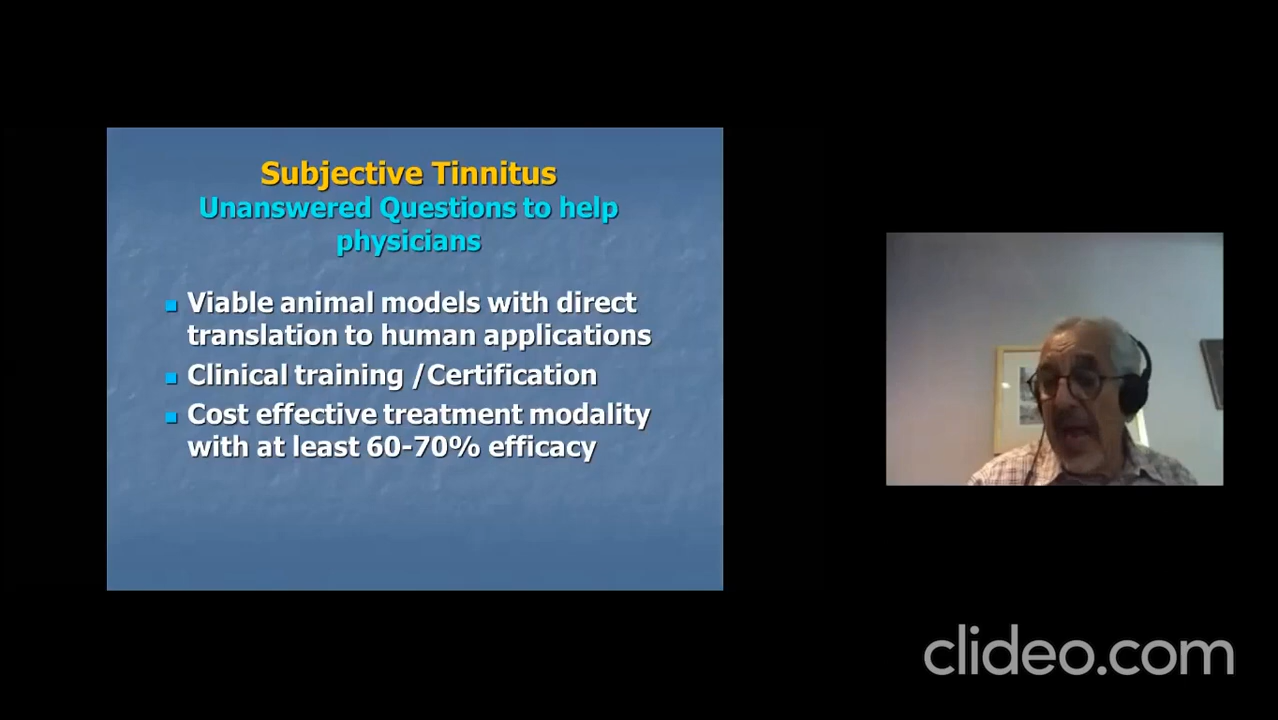 Subjective Tinnitus
Unanswered Questions to help
physicians
Viable animal models with direct
translation to human applications
Clinical training /Certification
Cost effective treatment modality
with at least 60-70% efficacy
clideo.com